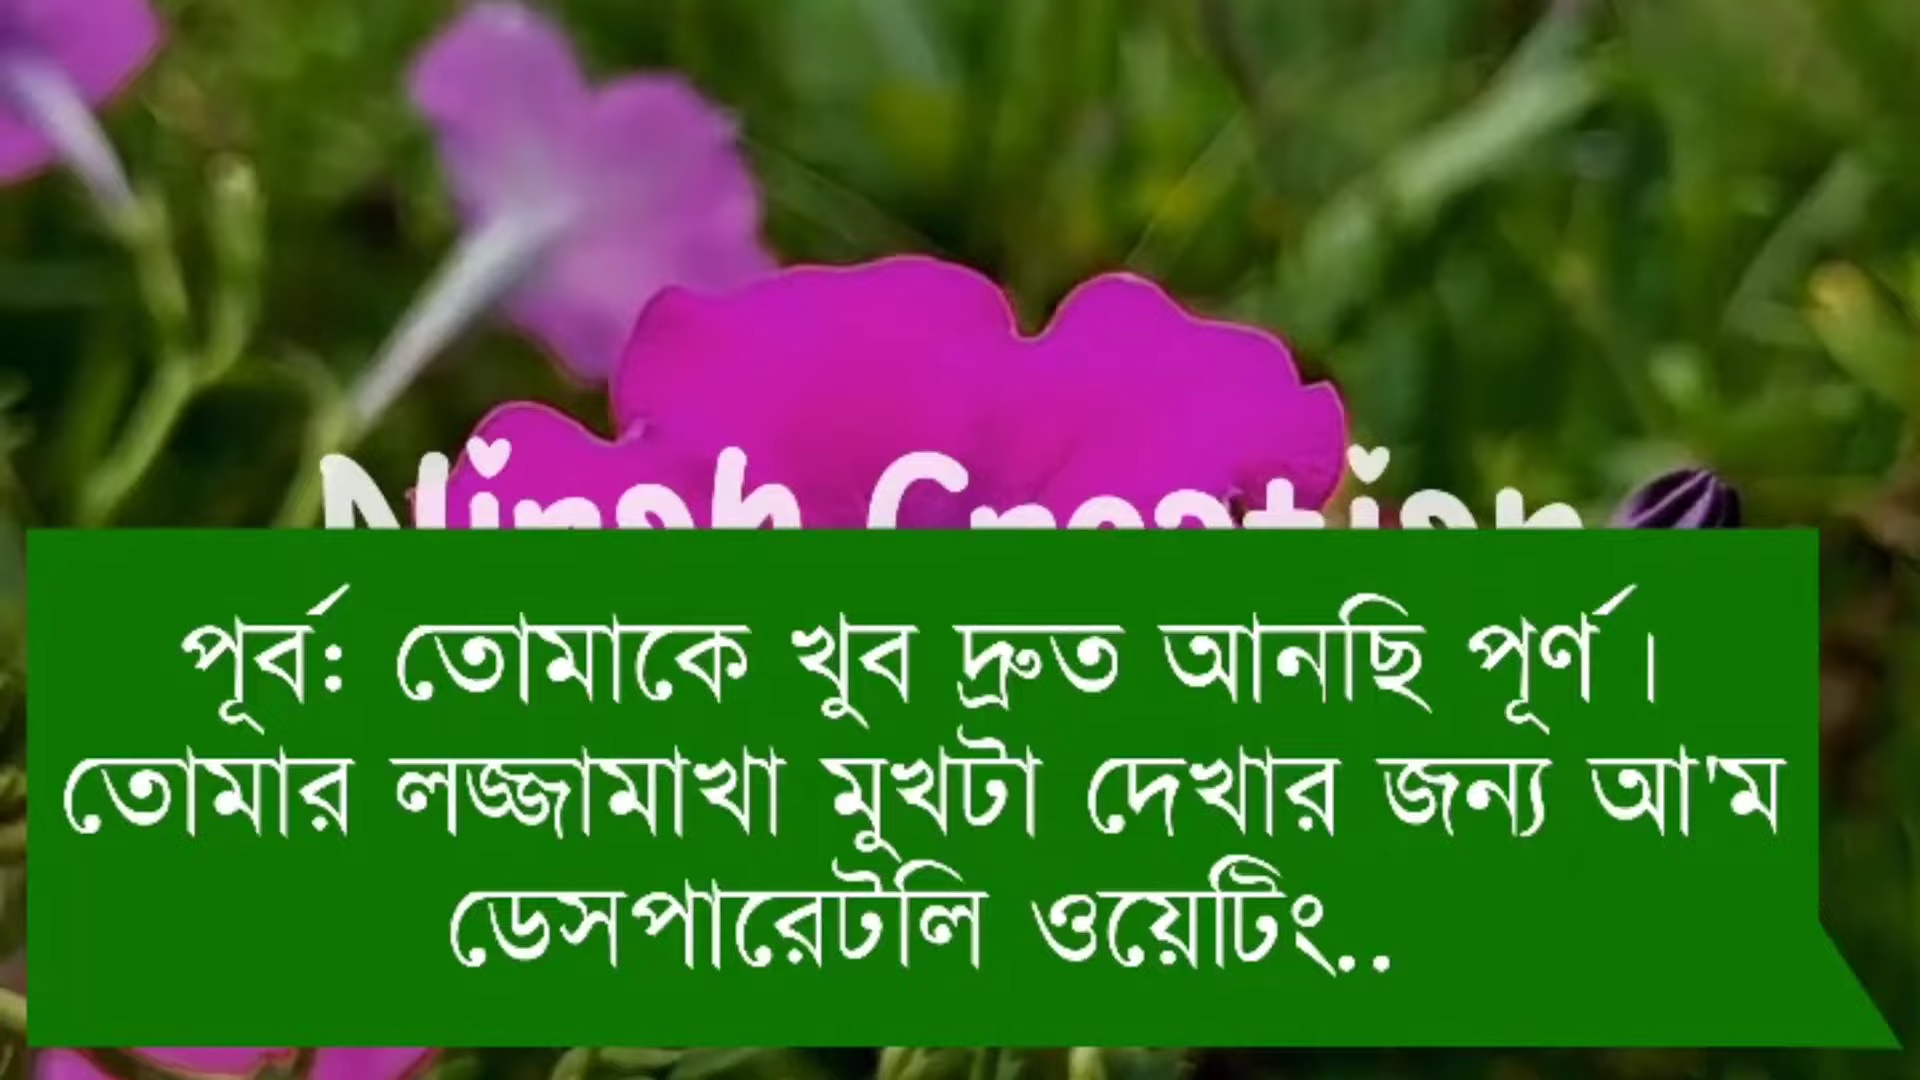 পূর্ব: তোমাকে খুব দ্রুত আনছি পূর্ণ।
তোমার লজ্জামাখা মুখটা দেখার জন্য আ'ম
ডেসপারেটলি ওয়েটিং..